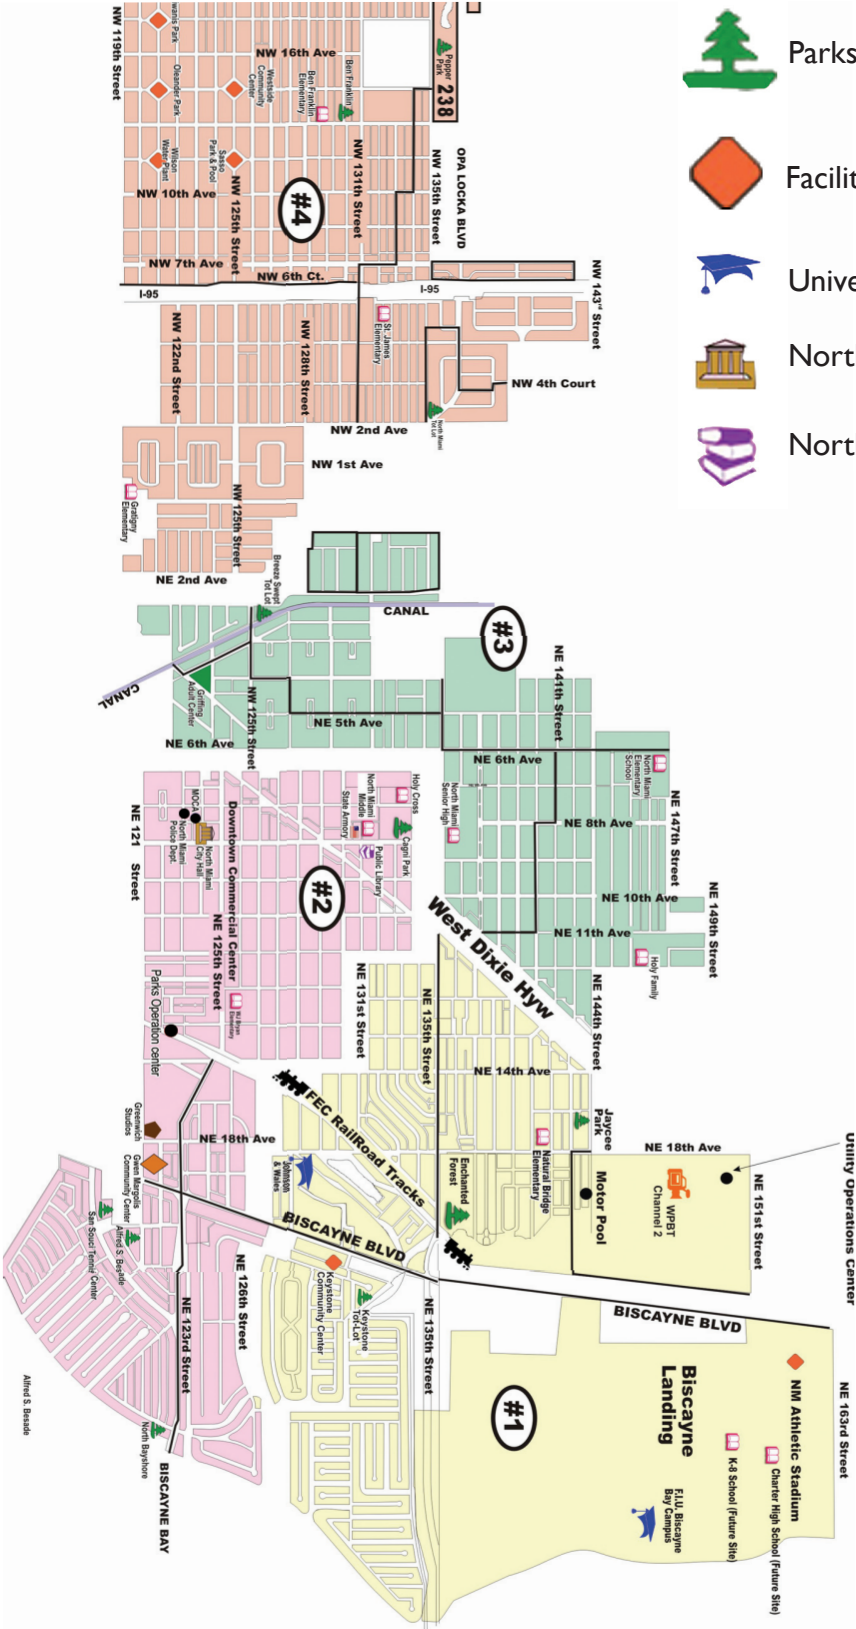 Parks
Facilit
Unive
Nort
Nort
NW 119th Street
wanis Park
NW 16th Ave
Oleander Park
Westside
Community
Center
Ben Franklin
Elementary
Ben Franklin
Pepper
Park
238
Wilson
Water Plant
Sasso
Park & Pool
NW 10th Ave
NW 125th Street
#4
NW 131th Street
NW 135th Street
OPA LOCKA BLVD
NW 7th Ave
NW 6th Ct.
I-95
I-95
NW 143rd Street
NW 122nd Street
NW 128th Street
St. James
Elementary
NW 4th Court
North Miami
Tot Lot
NW 2nd Ave
NW 1st Ave
Gratigny
Elementary
NW 125th Street
NE 2nd Ave
Breeze Swept
Tot Lot
CANAL
#3
CANAL
Griffing
Adult Center
NW 125th Street
NE 5th Ave
NE 6th Ave
NE 141th Street
NE 6th Ave
North Miami
Elementary
School
NE 147th Street
NE 8th Ave
NE 10th Ave
NE 11th Ave
NE 149th Street
Holy Family
NE 144th Street
North Miami
Senior High
West Dixie Hyw
NE 121
Street
MOCA
North Miami
Police Dept.
North Miami
City Hall
Downtown Commercial Center
NE 125th Street
#2
North Miami
Middle
State Armory
Holy Cross
Cagni Park
Public Library
WJ Bryan
Elementary
Parks Operation center
NE 131st Street
NE 135th Street
NE 14th Ave
FEC RailRoad Tracks
Jaycee
Park
Natural Bridge
Elementary
Enchanted
Forest
Motor Pool
NE 18th Ave
WPBT
Channel 2
NE 151st Street
Utility Operations Center
Greenwich
Studios
NE 18th Ave
Gwen Margolis
Community Center
Johnson
& Wales
BISCAYNE BLVD
San Souci Tennis Center
Alfred S. Besade
NE 126th Street
NE 123rd Street
Keystone
Community Center
Keystone
Tot-Lot
NE 135th Street
BISCAYNE BLVD
#1
Biscayne
Landing
NM Athletic Stadium
NE 163rd Street
K-8 School (Future Site)
Charter High School (Future Site)
F.I.U. Biscayne
Bay Campus
North Bayshore
BISCAYNE BAY
Alfred S. Besade